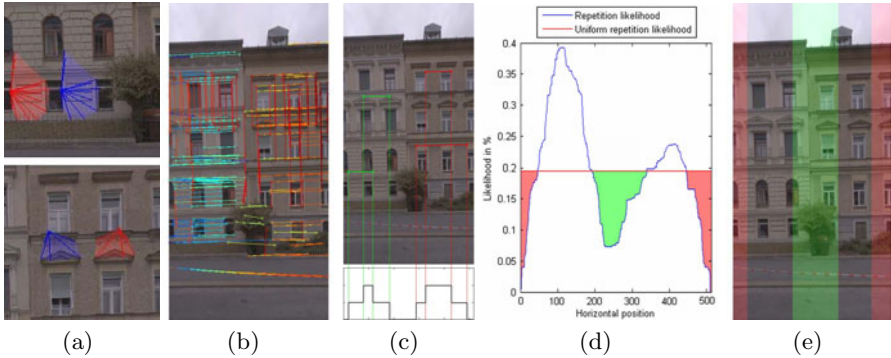 Repetition likelihood
Uniform repetition likelihood
0.4
0.35
0.3
0.25
0.2
0.15
0.1
0.05
0
Likelihood in %
0 100 200 300 400 500
Horizontal position
(a) (b) (c) (d) (e)